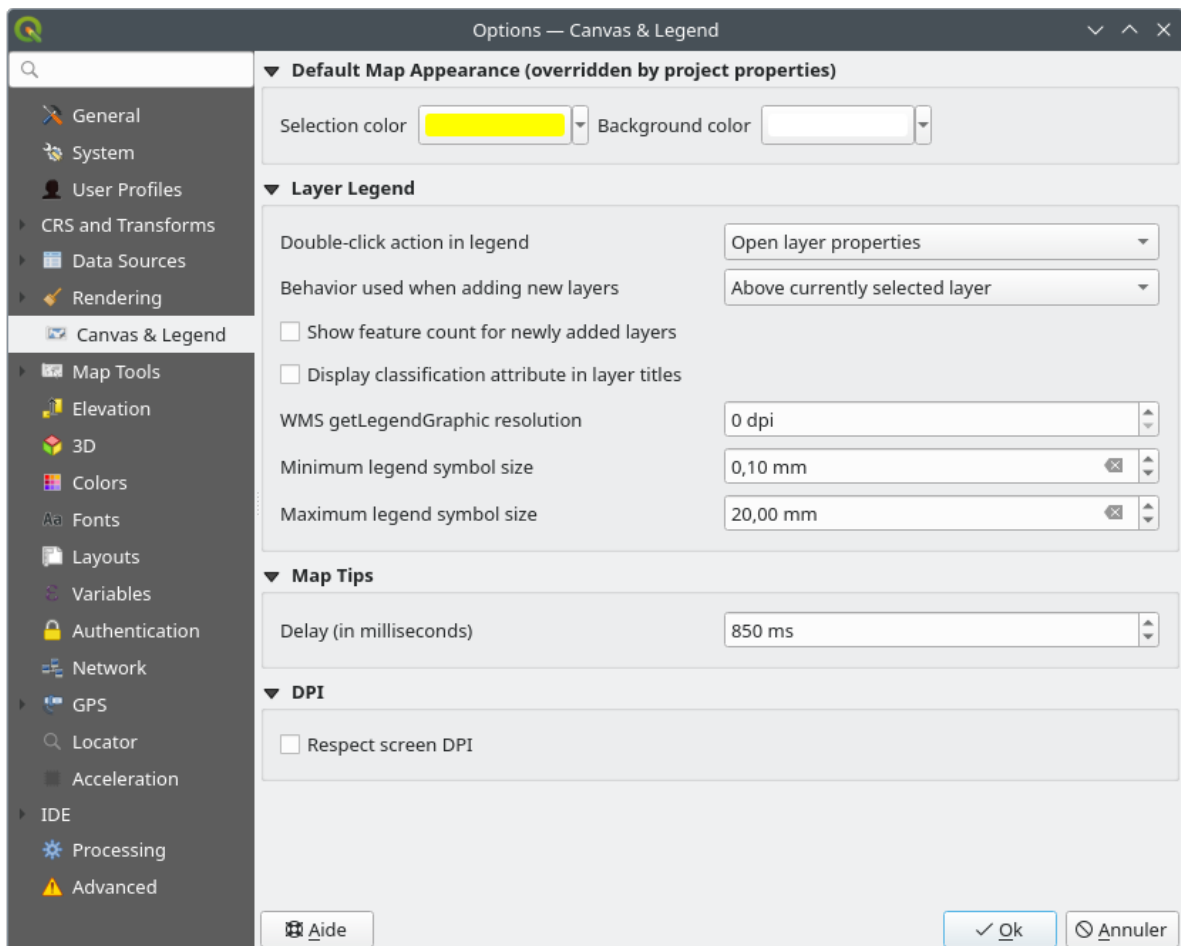 Options — Canvas & Legend
General
System
User Profiles
CRS and Transforms
Data Sources
Rendering
Canvas & Legend
Map Tools
Elevation
3D
Colors
Fonts
Layouts
Variables
Authentication
Network
GPS
Locator
Acceleration
IDE
Processing
Advanced
Default Map Appearance (overridden by project properties)
Selection color
Background color
Layer Legend
Double-click action in legend
Open layer properties
Behavior used when adding new layers
Above currently selected layer
Show feature count for newly added layers
Display classification attribute in layer titles
WMS getLegendGraphic resolution
0 dpi
Minimum legend symbol size
0,10 mm
Maximum legend symbol size
20,00 mm
Map Tips
Delay (in milliseconds)
850 ms
DPI
Respect screen DPI
Aide
Ok
Annuler